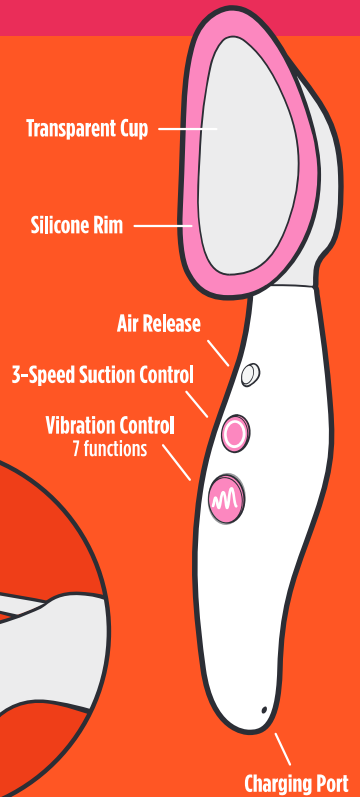 Transparent Cup
Silicone Rim
Air Release
3-Speed Suction Control
Vibration Control
7 functions
Charging Port